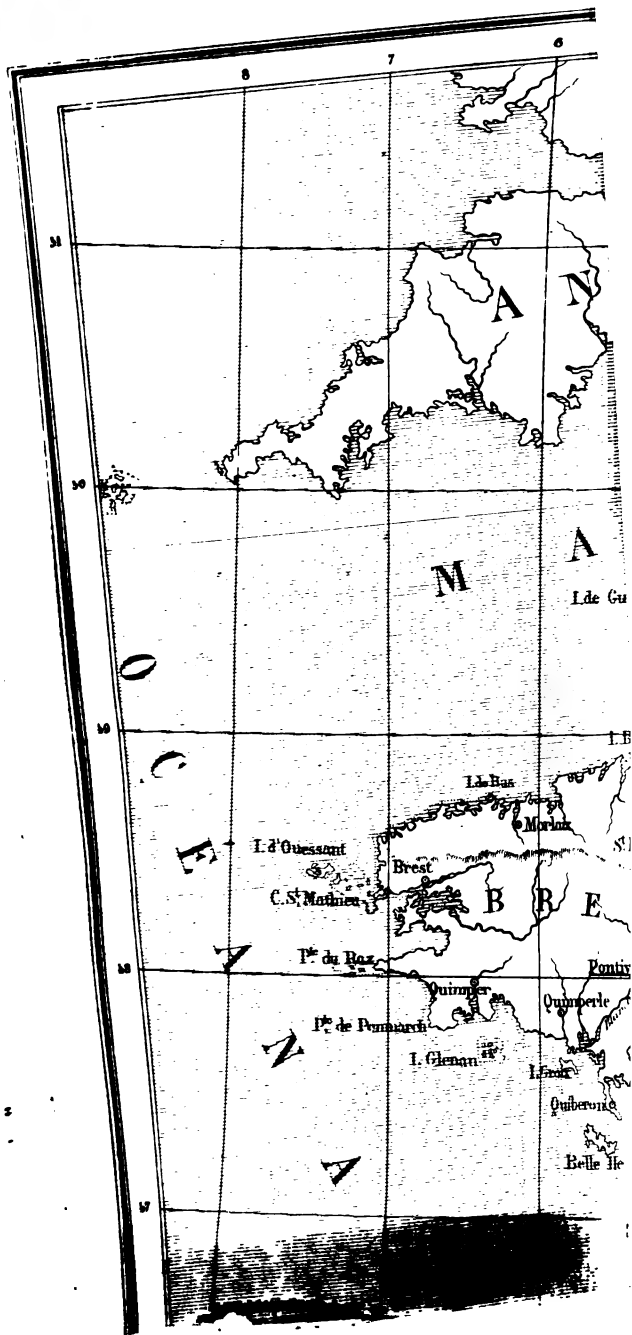 8 7 6
51
A N
50
M A
I. de Gu
O C E A N A
49
I. de Bas
Morlaix
I. d'Ouessant
Brest
C. St. Mathieu
B R E
Pte. du Raz
48
Pontiv
Quimper
Quimperle
Pte. de Penmarch
I. Glenan
I. Groix
Quiberon
Belle Ile
47